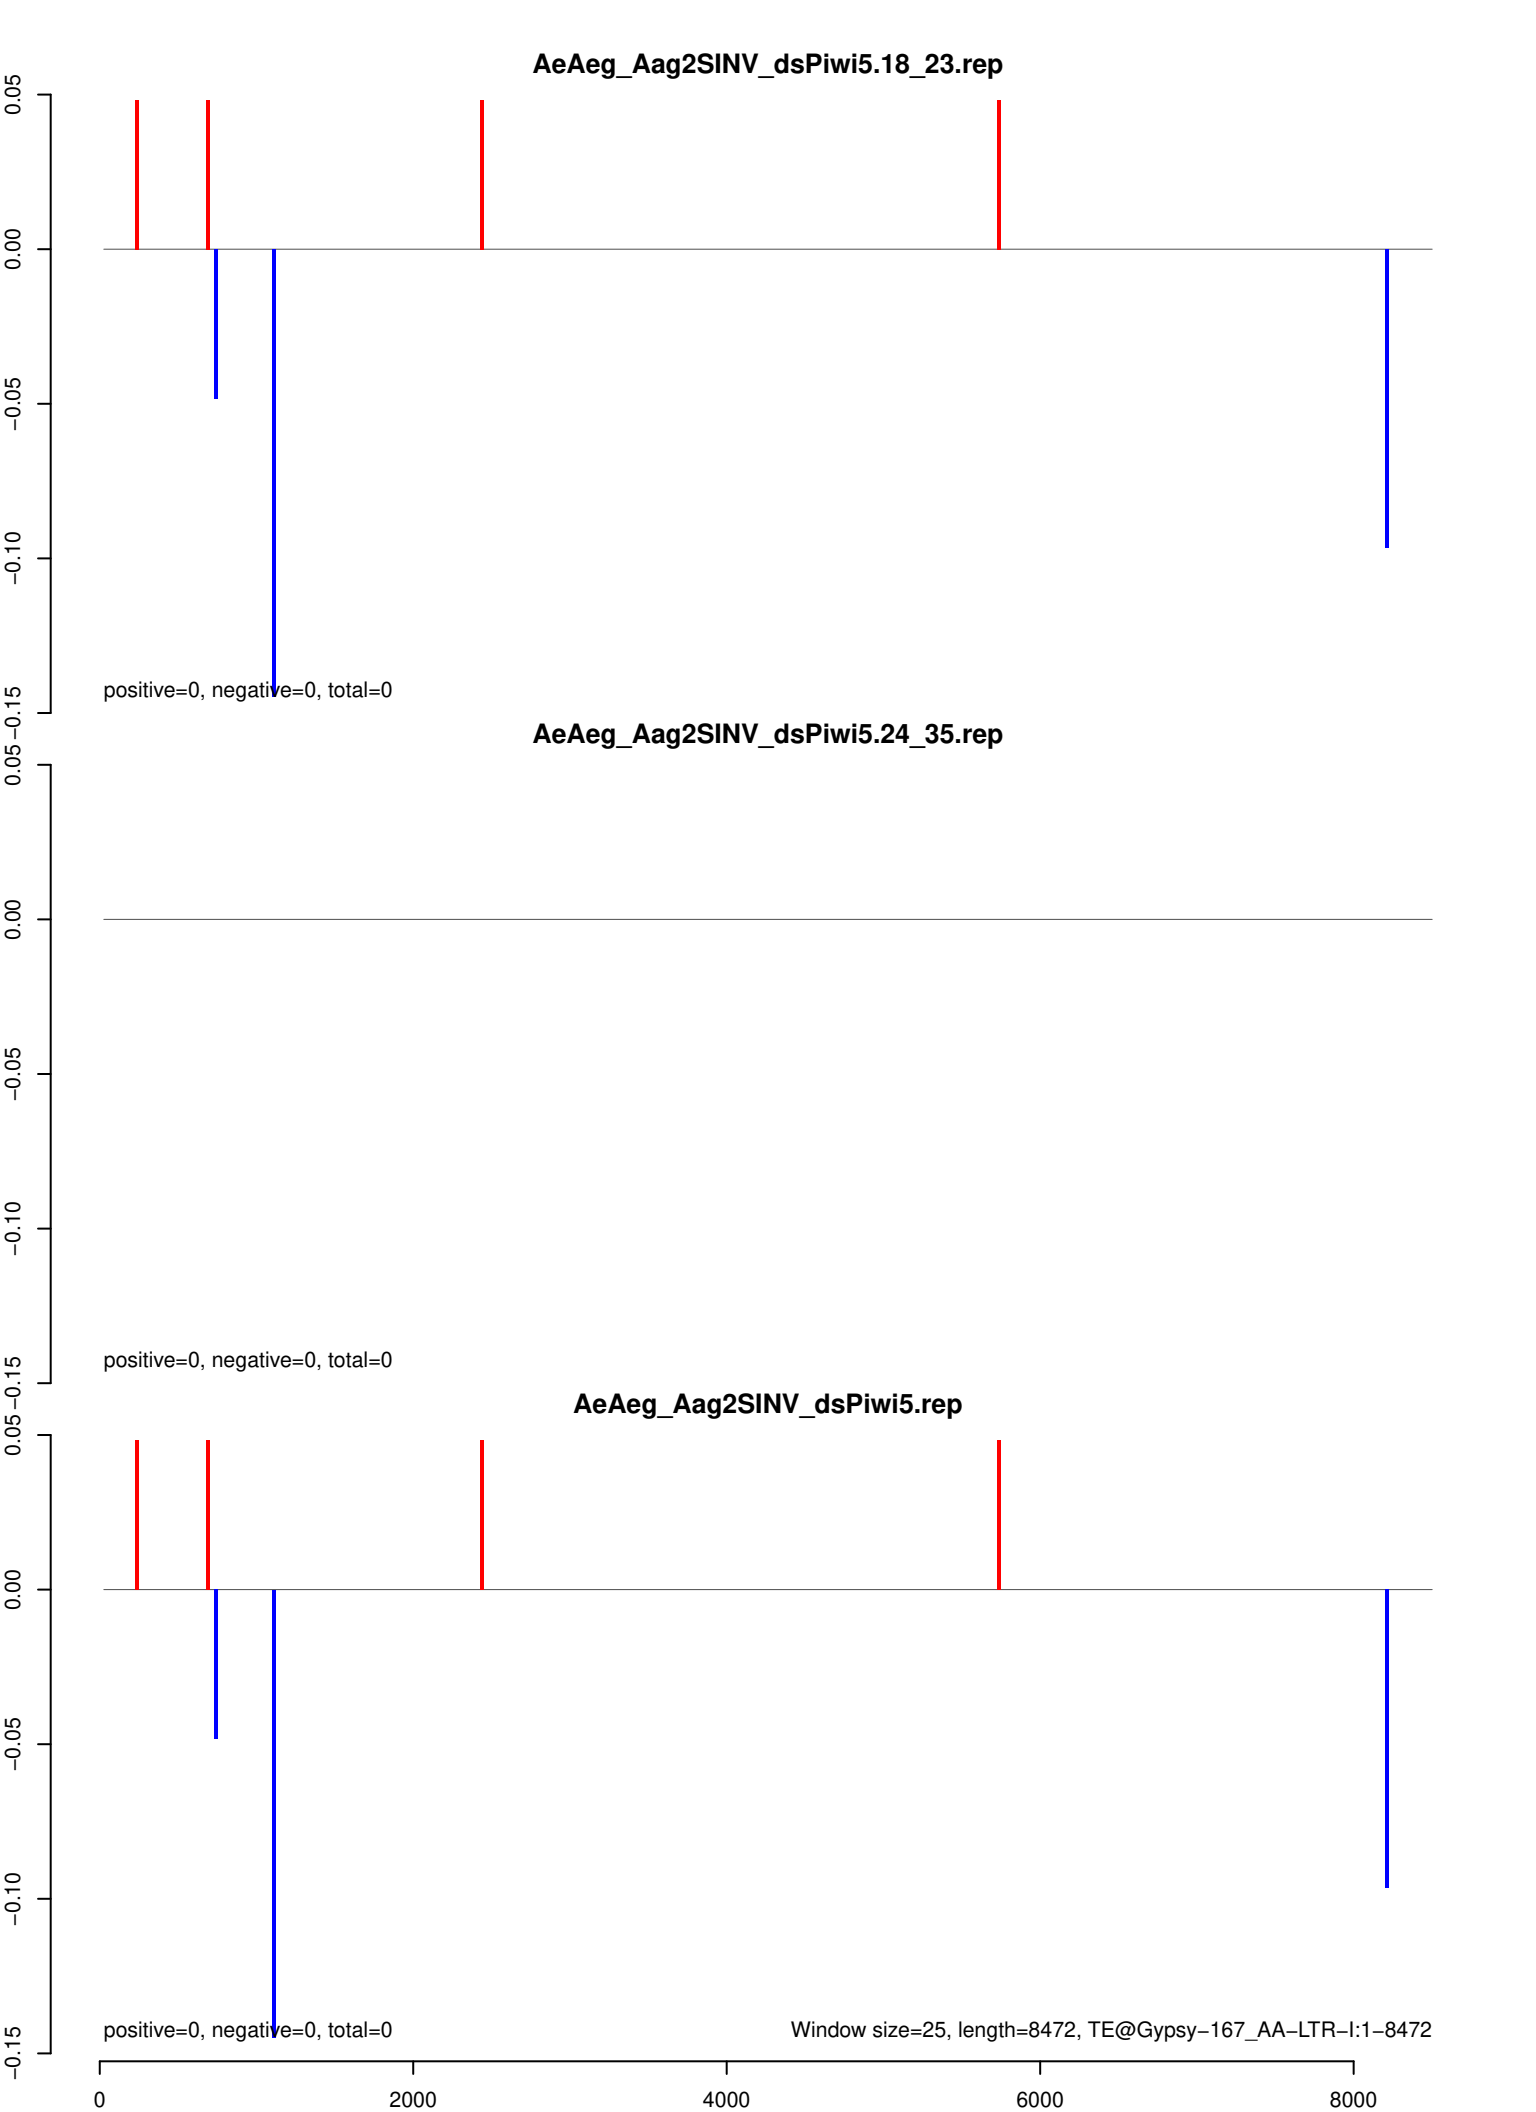 AeAeg_Aag2SINV_dsPiwi5.18_23.rep
0.05
0.00
−0.05
−0.10
−0.15
positive=0, negative=0, total=0
AeAeg_Aag2SINV_dsPiwi5.24_35.rep
0.05
0.00
−0.05
−0.10
−0.15
positive=0, negative=0, total=0
AeAeg_Aag2SINV_dsPiwi5.rep
0.05
0.00
−0.05
−0.10
−0.15
positive=0, negative=0, total=0
Window size=25, length=8472, TE@Gypsy−167_AA−LTR−I:1−8472
0 2000 4000 6000 8000